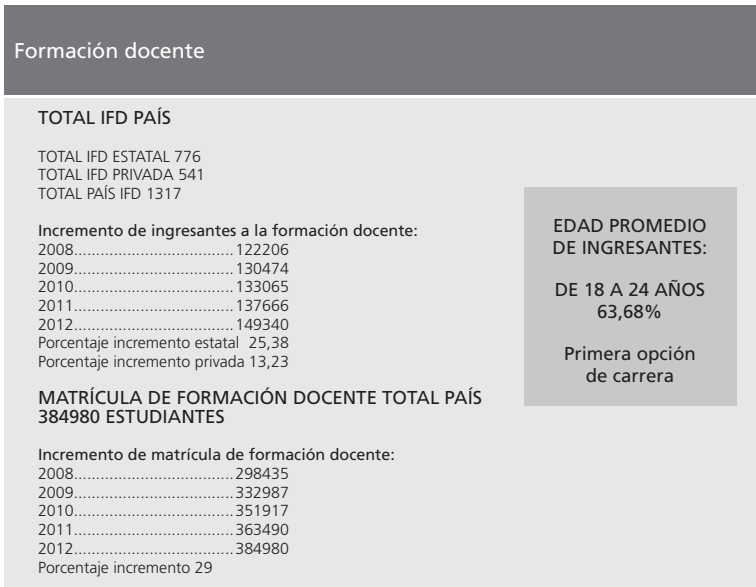 Formación docente
TOTAL IFD PAÍS
TOTAL IFD ESTATAL 776
TOTAL IFD PRIVADA 541
TOTAL PAÍS IFD 1317
Incremento de ingresantes a la formación docente:
2008.....................................122206
2009.....................................130474
2010.....................................133065
2011.....................................137666
2012.....................................149340
Porcentaje incremento estatal 25,38
Porcentaje incremento privada 13,23
MATRÍCULA DE FORMACIÓN DOCENTE TOTAL PAÍS
384980 ESTUDIANTES
Incremento de matrícula de formación docente:
2008.....................................298435
2009.....................................332987
2010.....................................351917
2011.....................................363490
2012.....................................384980
Porcentaje incremento 29
EDAD PROMEDIO
DE INGRESANTES:
DE 18 A 24 AÑOS
63,68%
Primera opción
de carrera